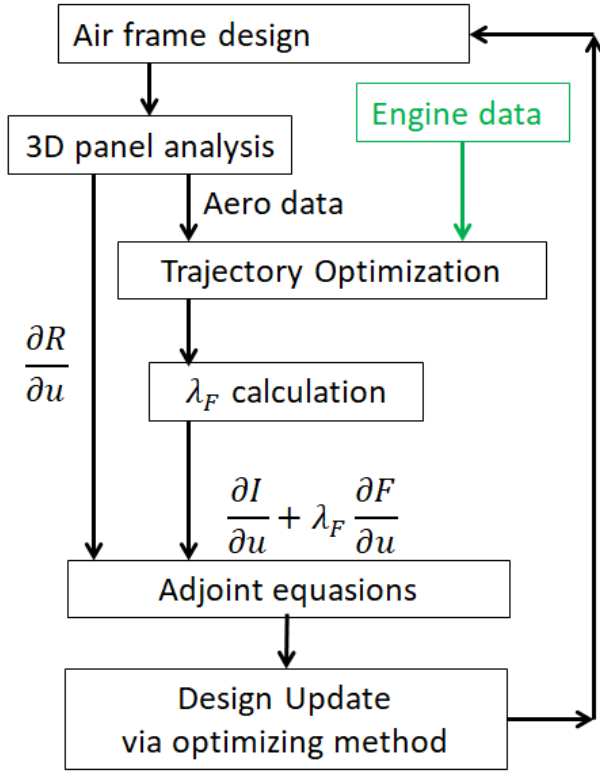 Air frame design
Engine data
3D panel analysis
Aero data
Trajectory Optimization
∂R/∂u
λ_F calculation
∂I/∂u + λ_F ∂F/∂u
Adjoint equasions
Design Update
via optimizing method